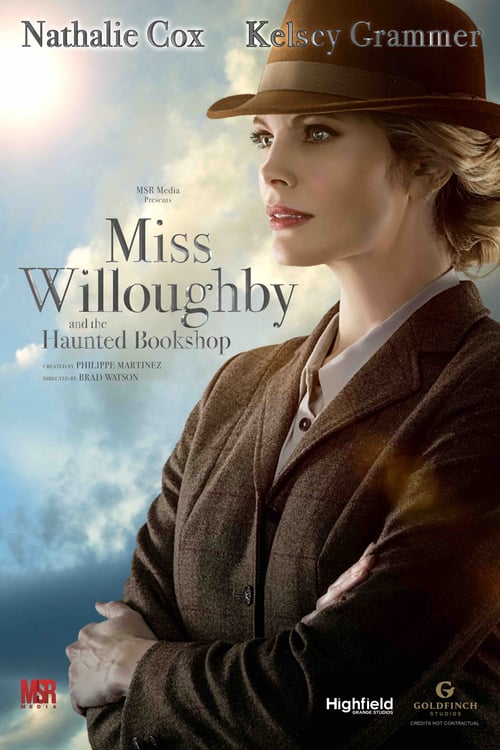 Nathalie Cox Kelsey Grammer
MSR Media
Presents
Miss
Willoughby
and the
Haunted Bookshop
CREATED BY PHILIPPE MARTINEZ
DIRECTED BY BRAD WATSON
MSR
MEDIA
Highfield
GRANGE STUDIOS
G
GOLDFINCH
STUDIOS
CREDITS NOT CONTRACTUAL